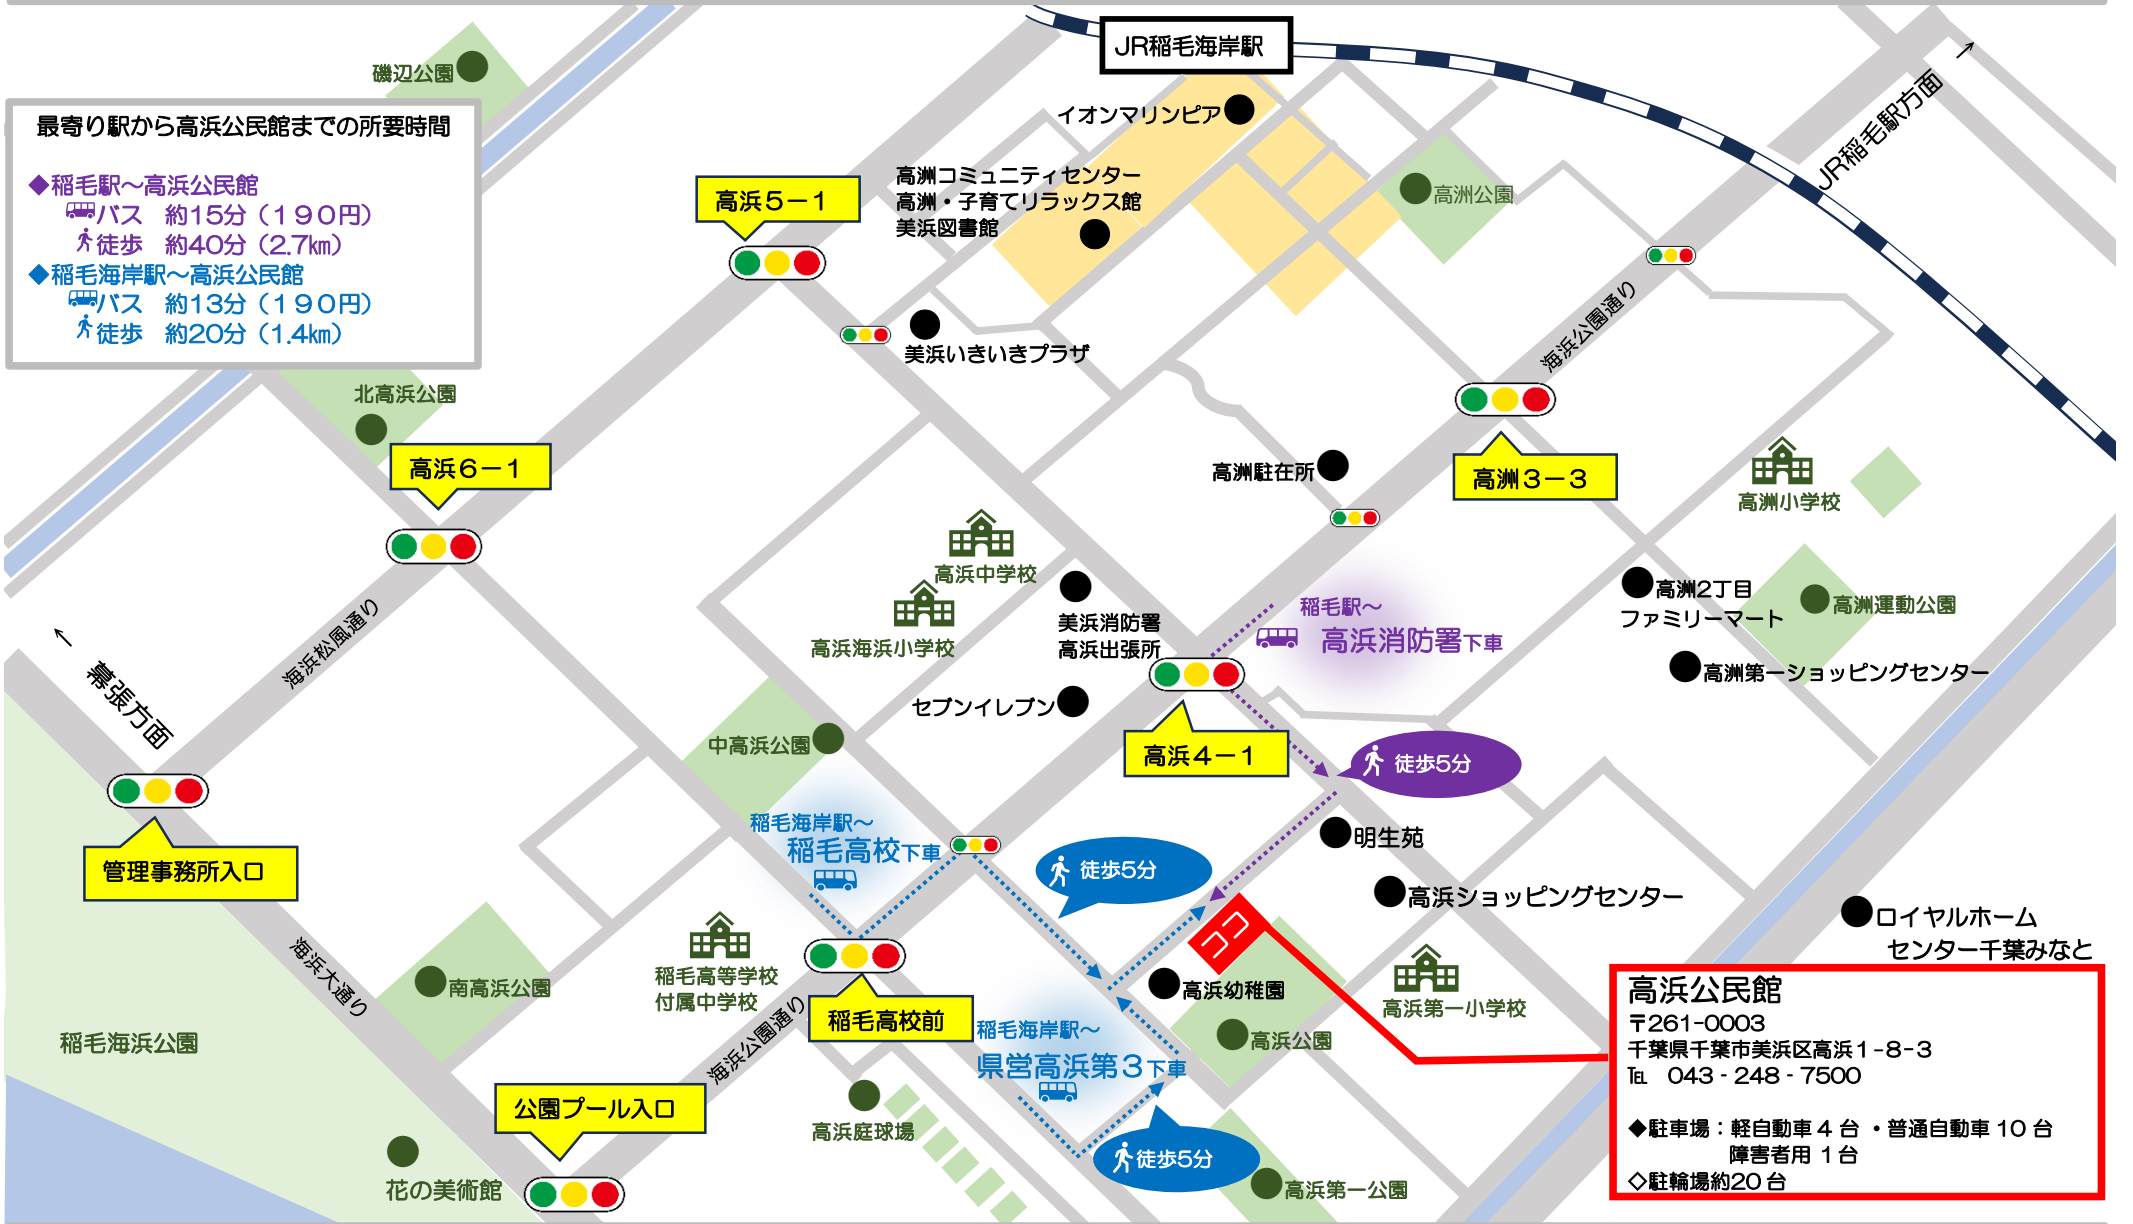 JR稲毛海岸駅
磯辺公園
最寄り駅から高浜公民館までの所要時間
◆稲毛駅～高浜公民館
バス　約15分（１９０円）
徒歩　約40分（2.7㎞）
◆稲毛海岸駅～高浜公民館
バス　約13分（１９０円）
徒歩　約20分（1.4㎞）
イオンマリンピア
JR稲毛駅方面 →
高洲コミュニティセンター
高洲・子育てリラックス館
美浜図書館
高洲公園
高浜５－１
美浜いきいきプラザ
海浜公園通り
北高浜公園
高浜６－１
高洲駐在所
高洲３－３
高洲小学校
高浜中学校
高浜海浜小学校
美浜消防署
高浜出張所
稲毛駅～
高浜消防署下車
高洲2丁目
ファミリーマート
高洲運動公園
高洲第一ショッピングセンター
海浜松風通り
← 幕張方面
セブンイレブン
中高浜公園
高浜４－１
徒歩5分
稲毛海岸駅～
稲毛高校下車
明生苑
管理事務所入口
徒歩5分
高浜ショッピングセンター
ロイヤルホーム
センター千葉みなと
ココ
海浜大通り
南高浜公園
稲毛高等学校
付属中学校
稲毛高校前
高浜幼稚園
高浜第一小学校
稲毛海浜公園
海浜公園通り
稲毛海岸駅～
県営高浜第３下車
高浜公園
公園プール入口
高浜庭球場
徒歩5分
花の美術館
高浜第一公園
高浜公民館
〒261-0003
千葉県千葉市美浜区高浜１-８-３
℡　043‐248‐7500
◆駐車場：軽自動車４台・普通自動車10台
障害者用 １台
◇駐輪場約20台